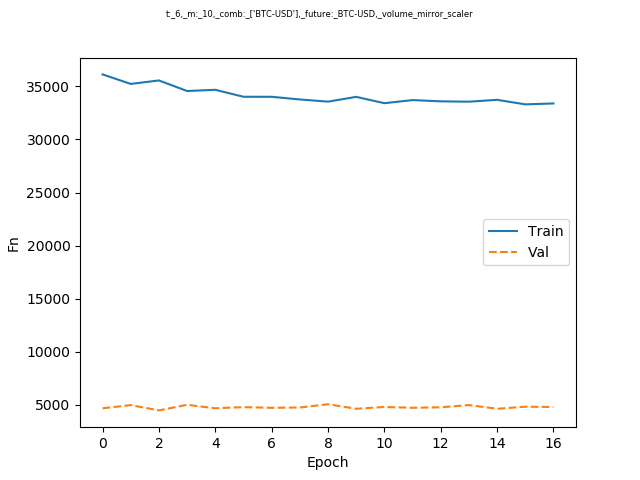 t:_6,_m:_10,_comb:_['BTC-USD'],_future:_BTC-USD,_volume_mirror_scaler
35000
30000
25000
20000
15000
10000
5000
Fn
Train
Val
0 2 4 6 8 10 12 14 16
Epoch